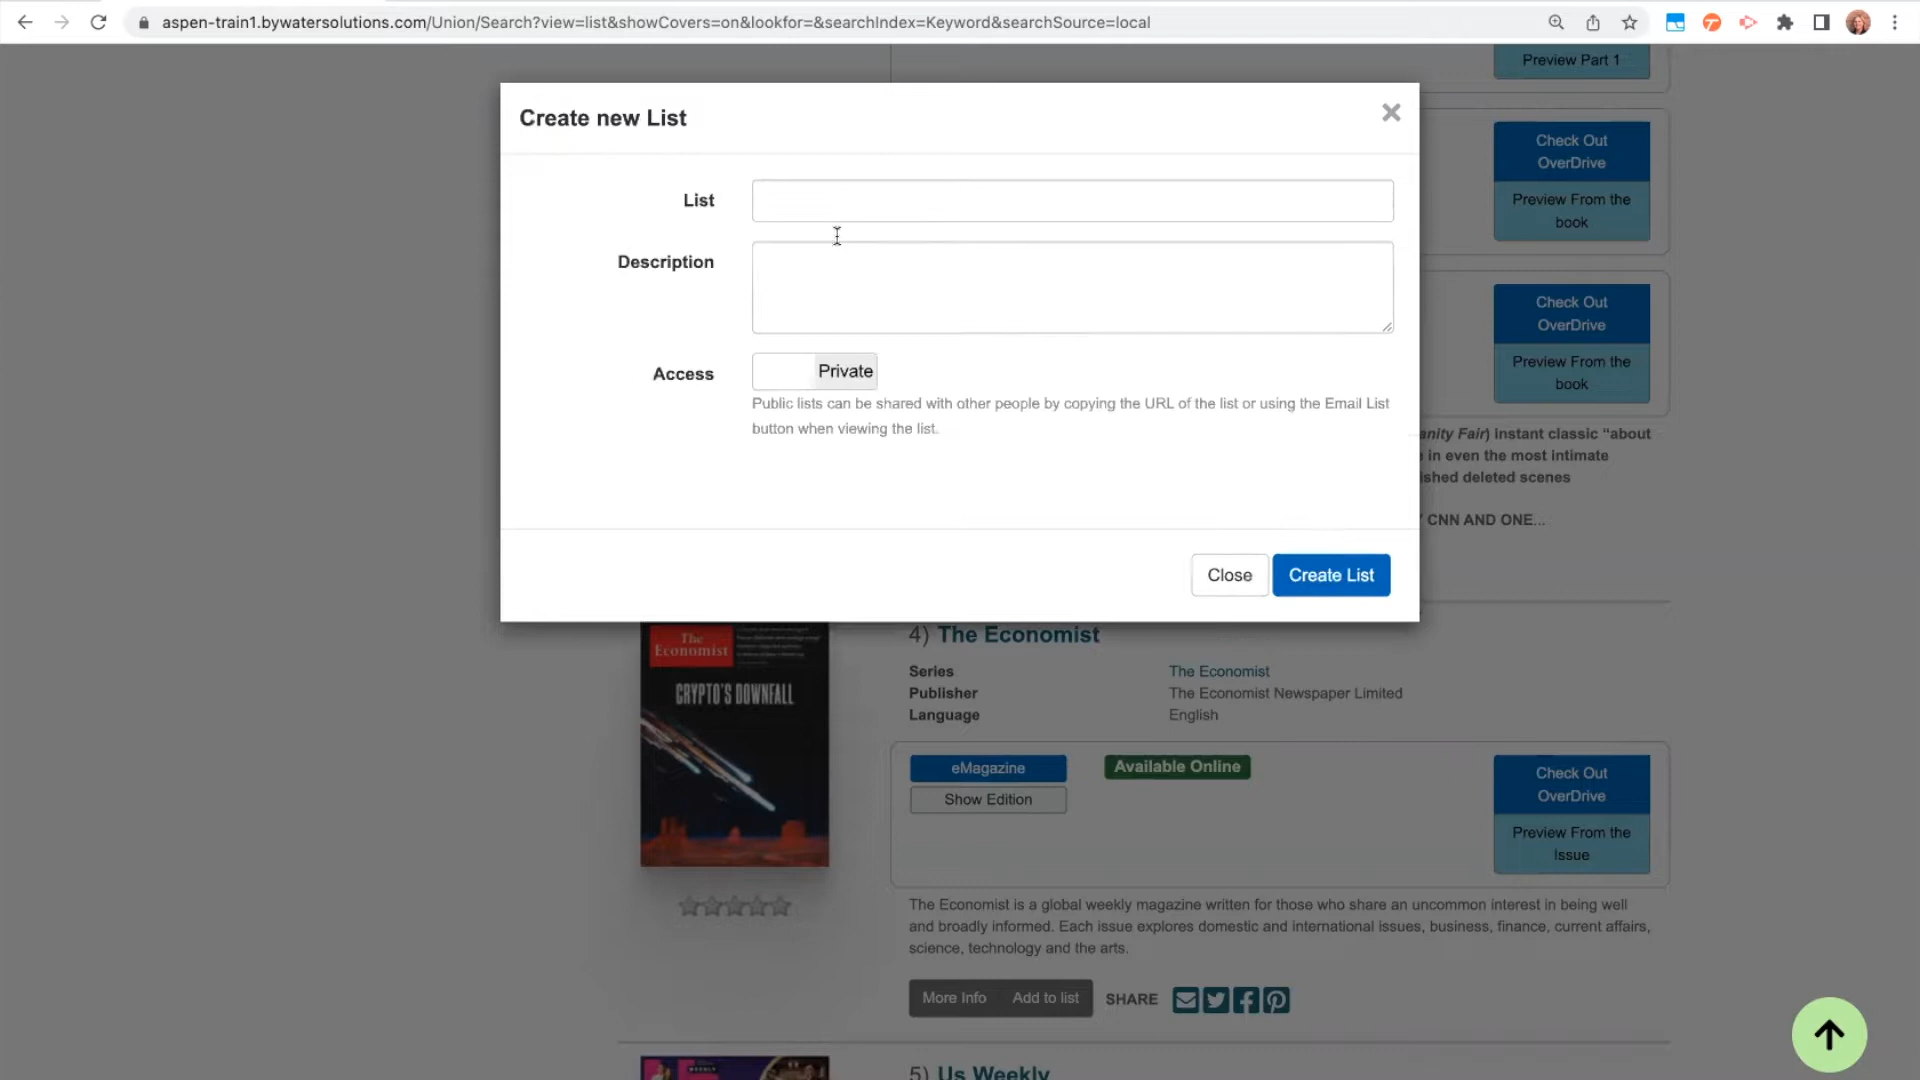 aspen-train1.bywatersolutions.com/Union/Search?view=list&showCovers=on&lookfor=&searchIndex=Keyword&searchSource=local
Preview Part 1
Create new List
List
Description
Access
Private
Public lists can be shared with other people by copying the URL of the list or using the Email List
button when viewing the list.
Close
Create List
Check Out
OverDrive
Preview From the
book
Check Out
OverDrive
Preview From the
book
anity Fair) instant classic “about
in even the most intimate
shed deleted scenes
CNN AND ONE...
The
Economist
CRYPTO'S DOWNFALL
4) The Economist
Series The Economist
Publisher The Economist Newspaper Limited
Language English
eMagazine
Show Edition
Available Online
Check Out
OverDrive
Preview From the
Issue
The Economist is a global weekly magazine written for those who share an uncommon interest in being well
and broadly informed. Each issue explores domestic and international issues, business, finance, current affairs,
science, technology and the arts.
More Info Add to list SHARE
5) Us Weekly